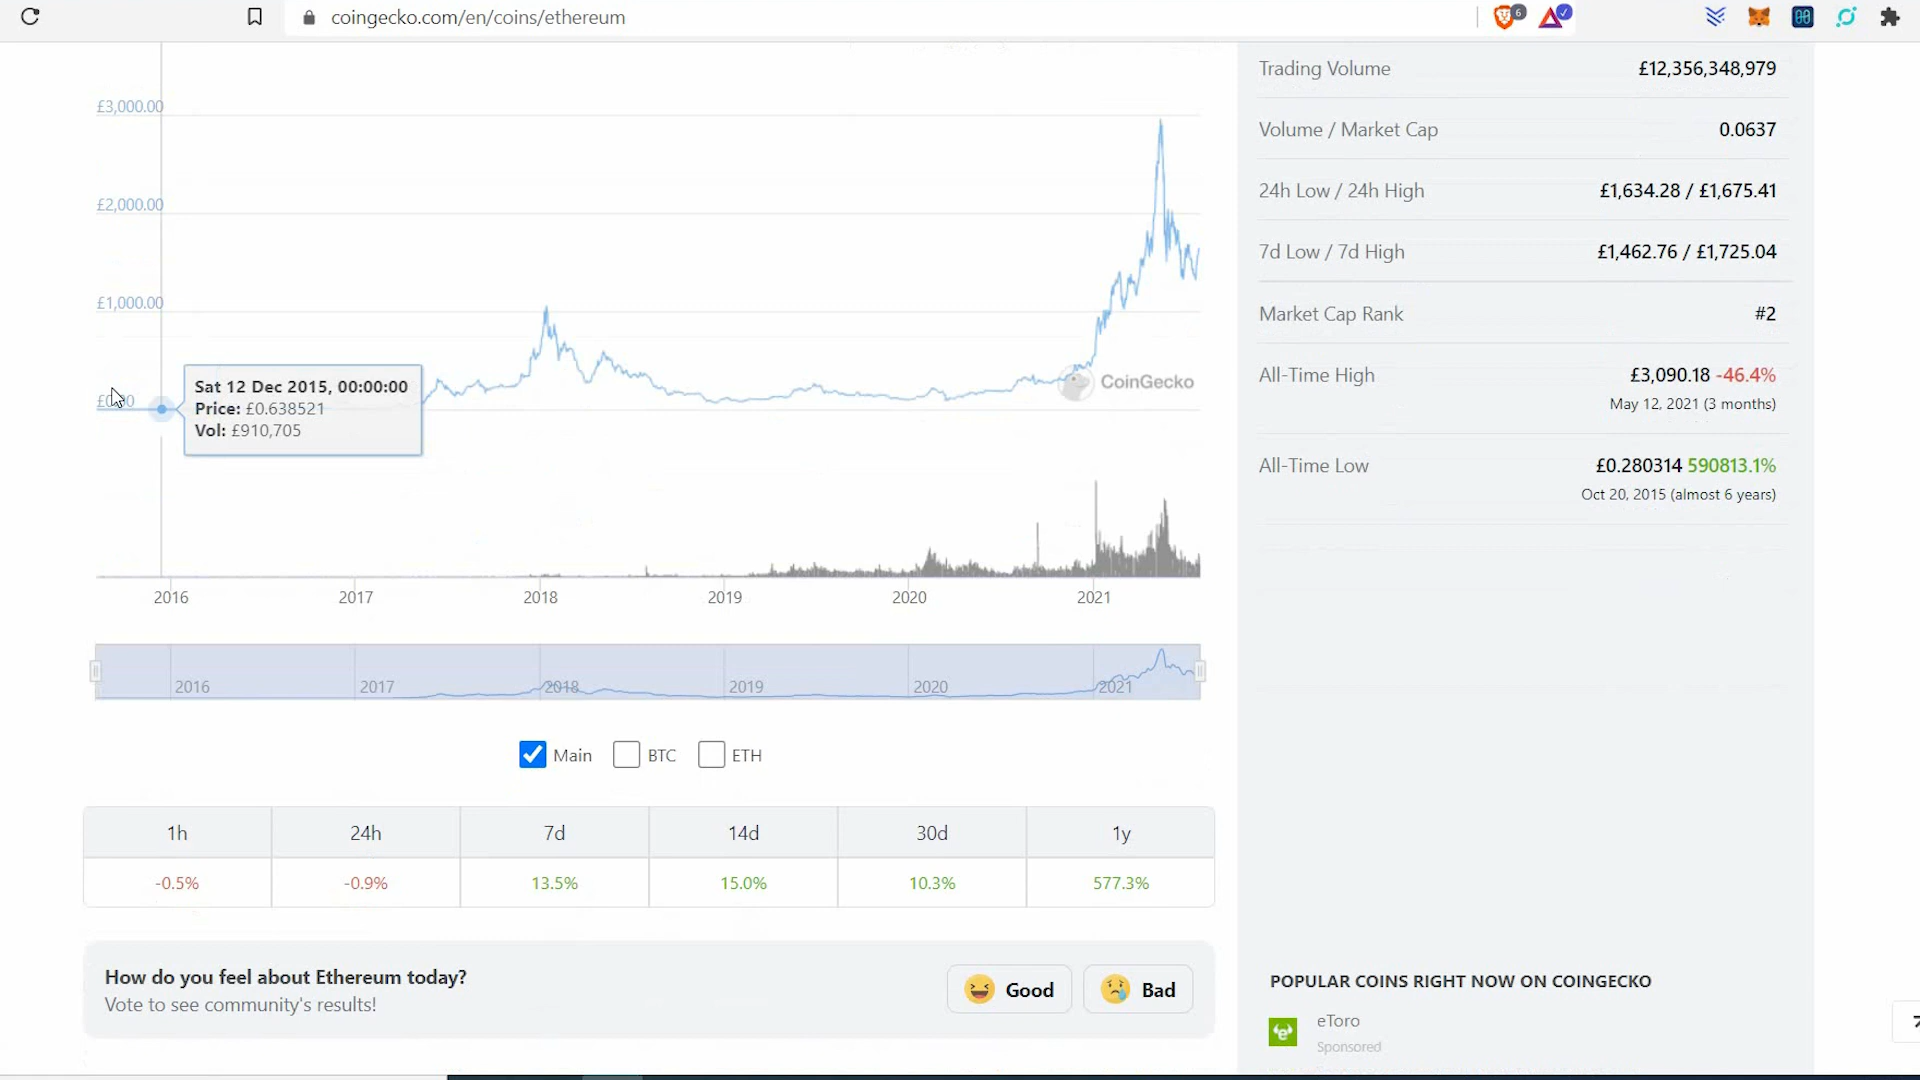 coingecko.com/en/coins/ethereum
6
£3,000.00
£2,000.00
£1,000.00
Sat 12 Dec 2015, 00:00:00
Price: £0.638521
Vol: £910,705
CoinGecko
2016 2017 2018 2019 2020 2021
2016 2017 2018 2019 2020 2021
Main BTC ETH
1h 24h 7d 14d 30d 1y
-0.5% -0.9% 13.5% 15.0% 10.3% 577.3%
How do you feel about Ethereum today?
Vote to see community's results!
Good Bad
Trading Volume £12,356,348,979
Volume / Market Cap 0.0637
24h Low / 24h High £1,634.28 / £1,675.41
7d Low / 7d High £1,462.76 / £1,725.04
Market Cap Rank #2
All-Time High £3,090.18 -46.4%
May 12, 2021 (3 months)
All-Time Low £0.280314 590813.1%
Oct 20, 2015 (almost 6 years)
POPULAR COINS RIGHT NOW ON COINGECKO
eToro
Sponsored